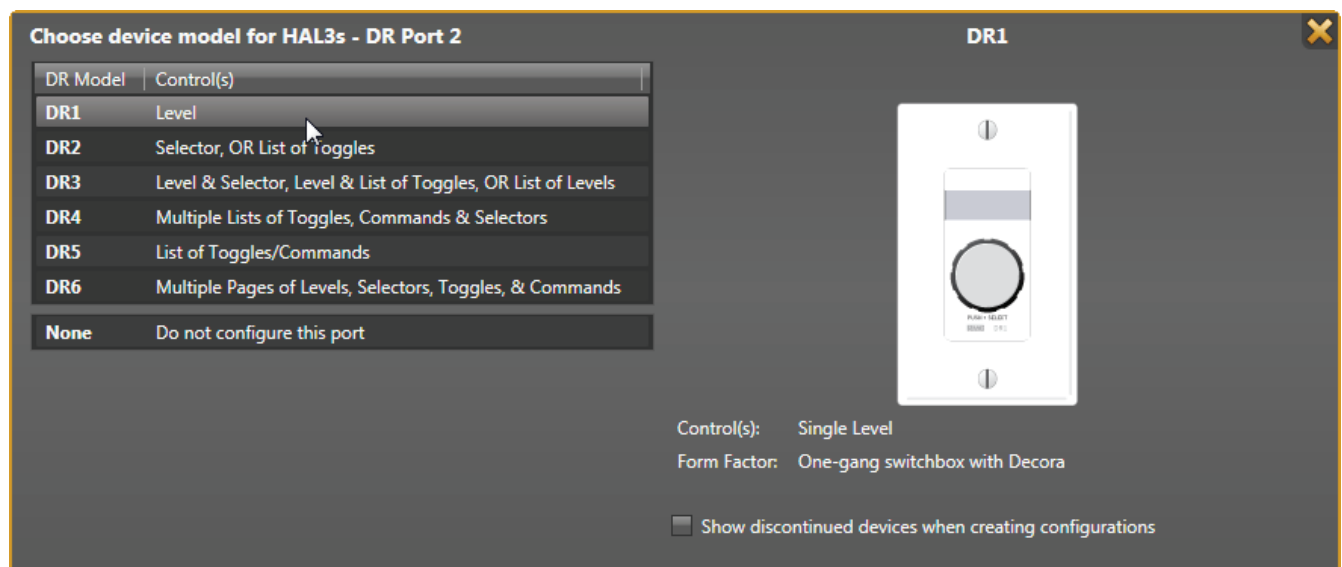 Choose device model for HAL3s - DR Port 2
DR1
DR Model Control(s)
DR1 Level
DR2 Selector, OR List of Toggles
DR3 Level & Selector, Level & List of Toggles, OR List of Levels
DR4 Multiple Lists of Toggles, Commands & Selectors
DR5 List of Toggles/Commands
DR6 Multiple Pages of Levels, Selectors, Toggles, & Commands
None Do not configure this port
DR1
Control(s): Single Level
Form Factor: One-gang switchbox with Decora
Show discontinued devices when creating configurations